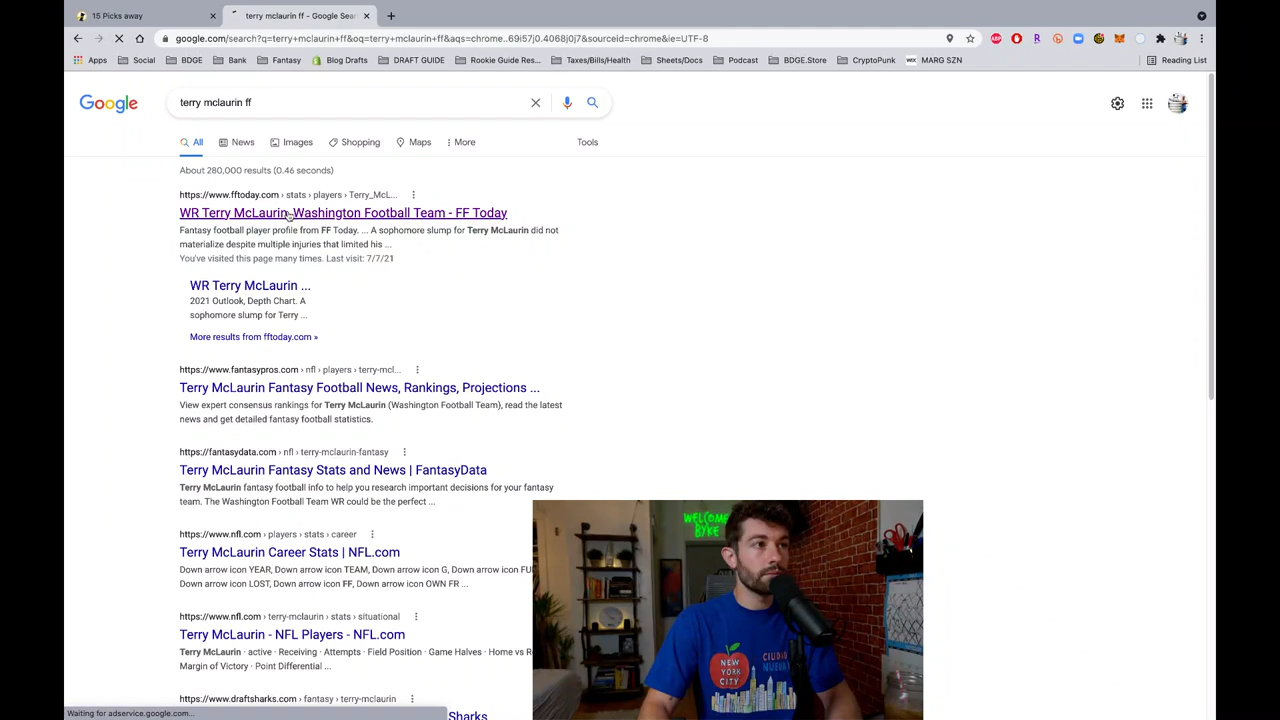 15 Picks away
terry mclaurin ff - Google Sear
google.com/search?q=terry+mclaurin+ff&oq=terry+mclaurin+ff&aqs=chrome..69i57j0.4068j0j7&sourceid=chrome&ie=UTF-8
Apps Social BDGE Bank Fantasy Blog Drafts DRAFT GUIDE Rookie Guide Res... Taxes/Bills/Health Sheets/Docs Podcast BDGE.Store CryptoPunk MARG SZN Reading List
Google
terry mclaurin ff
All News Images Shopping Maps More Tools
About 280,000 results (0.46 seconds)
https://www.fftoday.com › stats › players › Terry_McL...
WR Terry McLaurin Washington Football Team - FF Today
Fantasy football player profile from FF Today. ... A sophomore slump for Terry McLaurin did not
materialize despite multiple injuries that limited his ...
You've visited this page many times. Last visit: 7/7/21
WR Terry McLaurin ...
2021 Outlook, Depth Chart. A
sophomore slump for Terry ...
More results from fftoday.com »
https://www.fantasypros.com › nfl › players › terry-mcl...
Terry McLaurin Fantasy Football News, Rankings, Projections ...
View expert consensus rankings for Terry McLaurin (Washington Football Team), read the latest
news and get detailed fantasy football statistics.
https://fantasydata.com › nfl › terry-mclaurin-fantasy
Terry McLaurin Fantasy Stats and News | FantasyData
Terry McLaurin fantasy football info to help you research important decisions for your fantasy
team. The Washington Football Team WR could be the perfect ...
https://www.nfl.com › players › stats › career
Terry McLaurin Career Stats | NFL.com
Down arrow icon YEAR, Down arrow icon TEAM, Down arrow icon G, Down arrow icon FU
Down arrow icon LOST, Down arrow icon FF, Down arrow icon OWN FR ...
https://www.nfl.com › terry-mclaurin › stats › situational
Terry McLaurin - NFL Players - NFL.com
Terry McLaurin · active · Receiving · Attempts · Field Position · Game Halves · Home vs R
Margin of Victory · Point Differential ...
https://www.draftsharks.com › fantasy › terry-mclaurin
Sharks
Waiting for adservice.google.com...
WELCOME
BYKE
NEW
YORK
CITY
CIUDAD
NUEVA